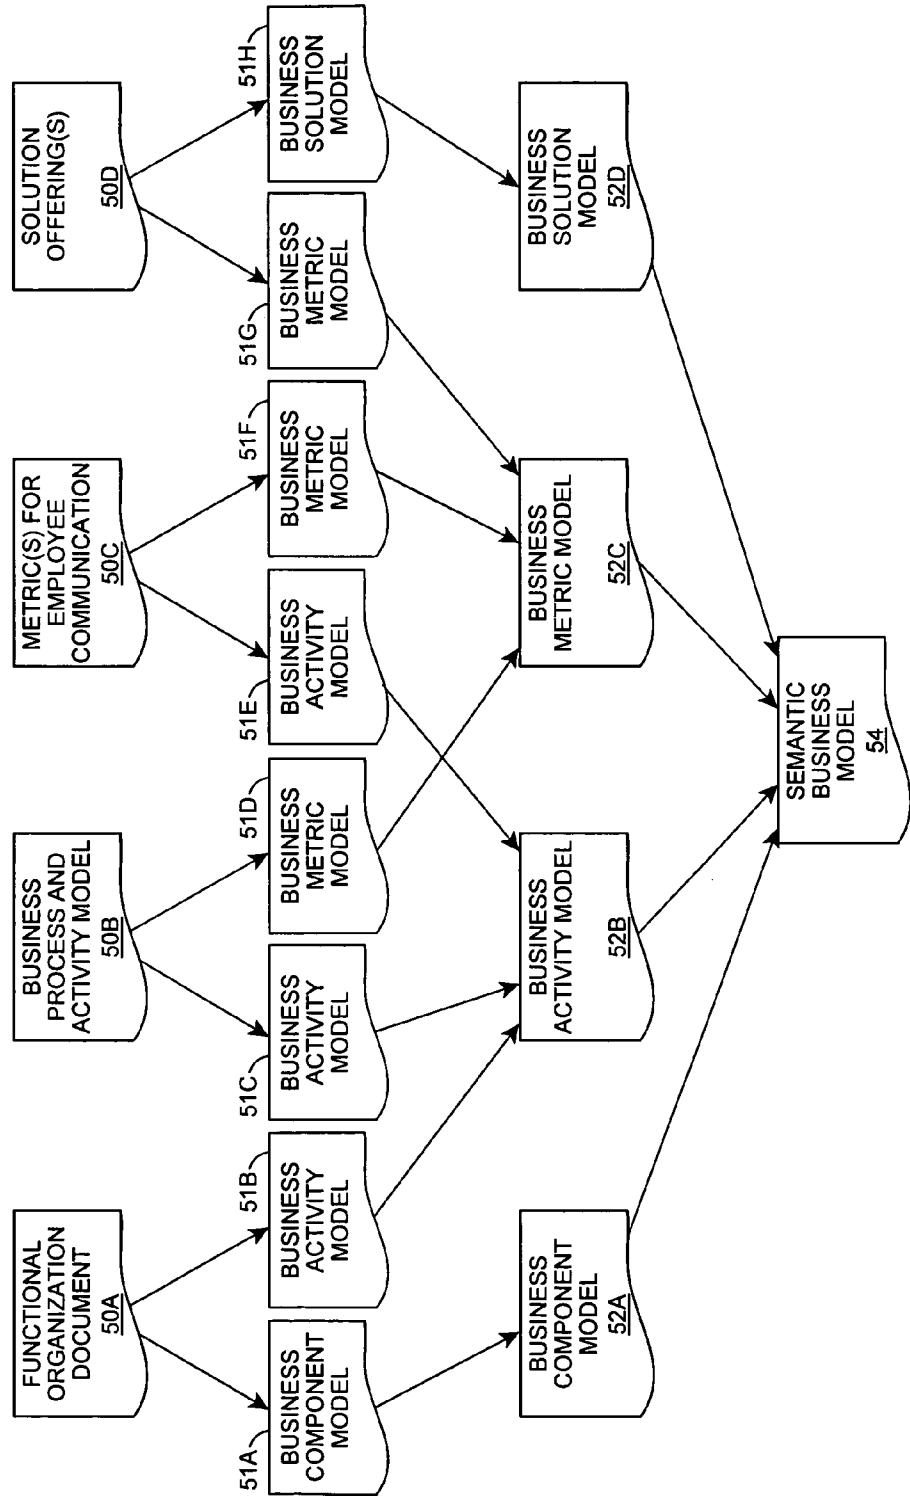 FUNCTIONAL
ORGANIZATION
DOCUMENT
50A
BUSINESS
PROCESS AND
ACTIVITY MODEL
50B
METRIC(S) FOR
EMPLOYEE
COMMUNICATION
50C
SOLUTION
OFFERING(S)
50D
51A
BUSINESS
COMPONENT
MODEL
51B
BUSINESS
ACTIVITY
MODEL
51C
BUSINESS
ACTIVITY
MODEL
51D
BUSINESS
METRIC
MODEL
51E
BUSINESS
ACTIVITY
MODEL
51F
BUSINESS
METRIC
MODEL
51G
BUSINESS
METRIC
MODEL
51H
BUSINESS
SOLUTION
MODEL
BUSINESS
COMPONENT
MODEL
52A
BUSINESS
ACTIVITY MODEL
52B
BUSINESS
METRIC MODEL
52C
BUSINESS
SOLUTION
MODEL
52D
SEMANTIC
BUSINESS
MODEL
54